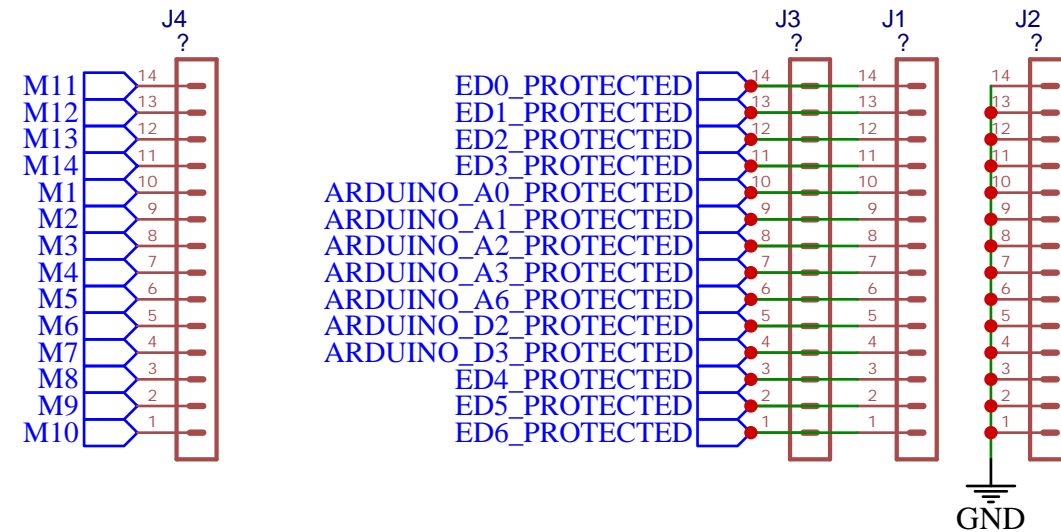 J4 J3 J1 J2
? ? ? ?
M11 14 ED0_PROTECTED 14 14 14
M12 13 ED1_PROTECTED 13 13 13
M13 12 ED2_PROTECTED 12 12 12
M14 11 ED3_PROTECTED 11 11 11
M1 10 ARDUINO_A0_PROTECTED 10 10 10
M2 9 ARDUINO_A1_PROTECTED 9 9 9
M3 8 ARDUINO_A2_PROTECTED 8 8 8
M4 7 ARDUINO_A3_PROTECTED 7 7 7
M5 6 ARDUINO_A6_PROTECTED 6 6 6
M6 5 ARDUINO_D2_PROTECTED 5 5 5
M7 4 ARDUINO_D3_PROTECTED 4 4 4
M8 3 ED4_PROTECTED 3 3 3
M9 2 ED5_PROTECTED 2 2 2
M10 1 ED6_PROTECTED 1 1 1
GND